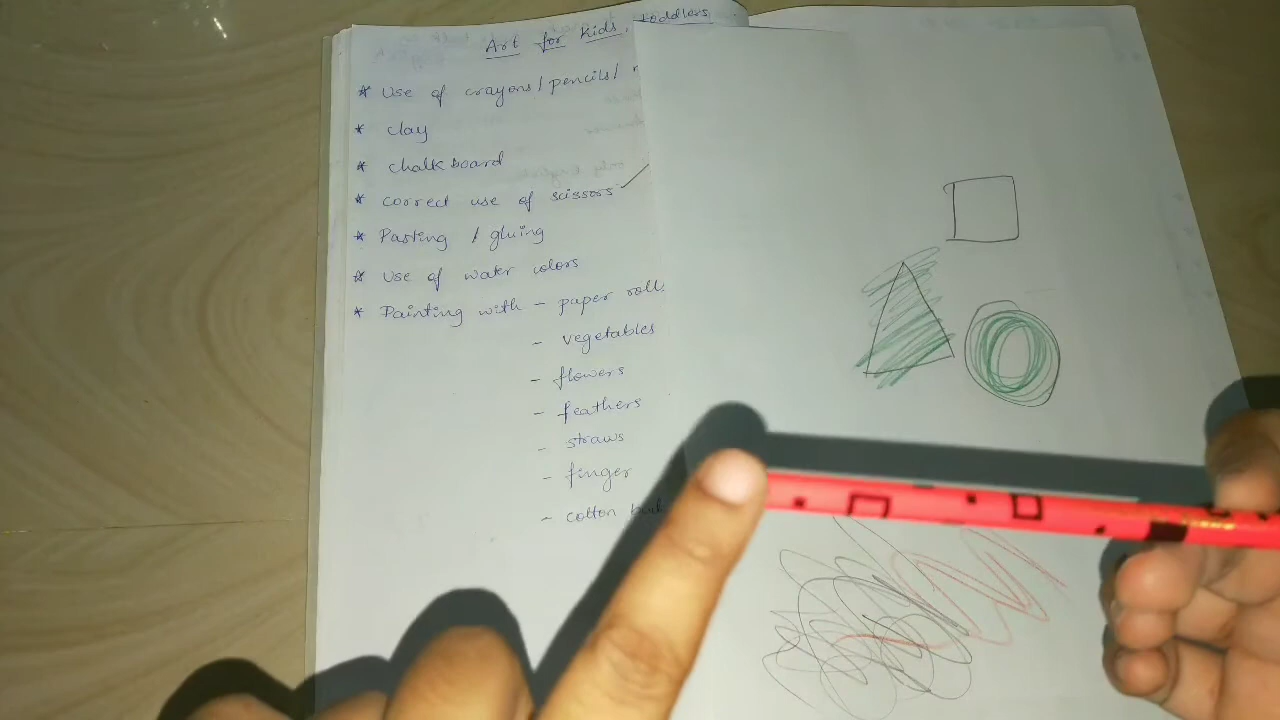 Art for Kids, toddlers
* Use of crayons/pencils/
* clay
* chalk board
* correct use of scissors
* Pasting / gluing
* Use of water colors
* Painting with - paper rolls
- vegetables
- flowers
- feathers
- straws
- finger
- cotton